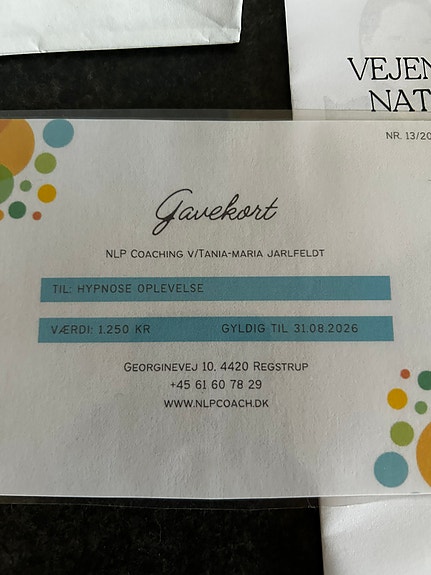 VEJEN
NAT
NR. 13/20
Gavekort
NLP Coaching v/Tania-maria Jarlfeldt
TIL: HYPNOSE OPLEVELSE
VÆRDI: 1.250 KR GYLDIG TIL 31.08.2026
Georginevej 10, 4420 Regstrup
+45 61 60 78 29
www.nlpcoach.dk